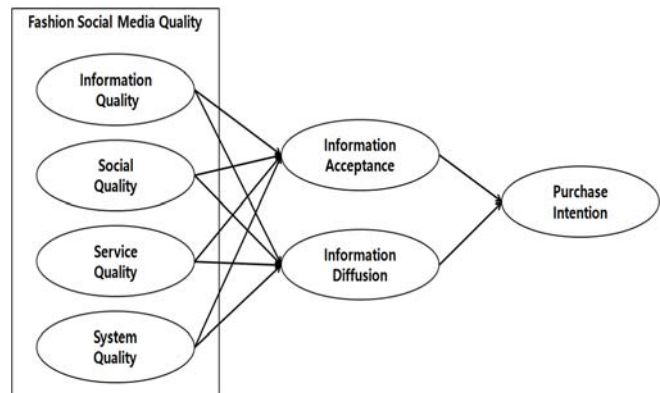 Fashion Social Media Quality
Information
Quality
Social
Quality
Service
Quality
System
Quality
Information
Acceptance
Information
Diffusion
Purchase
Intention